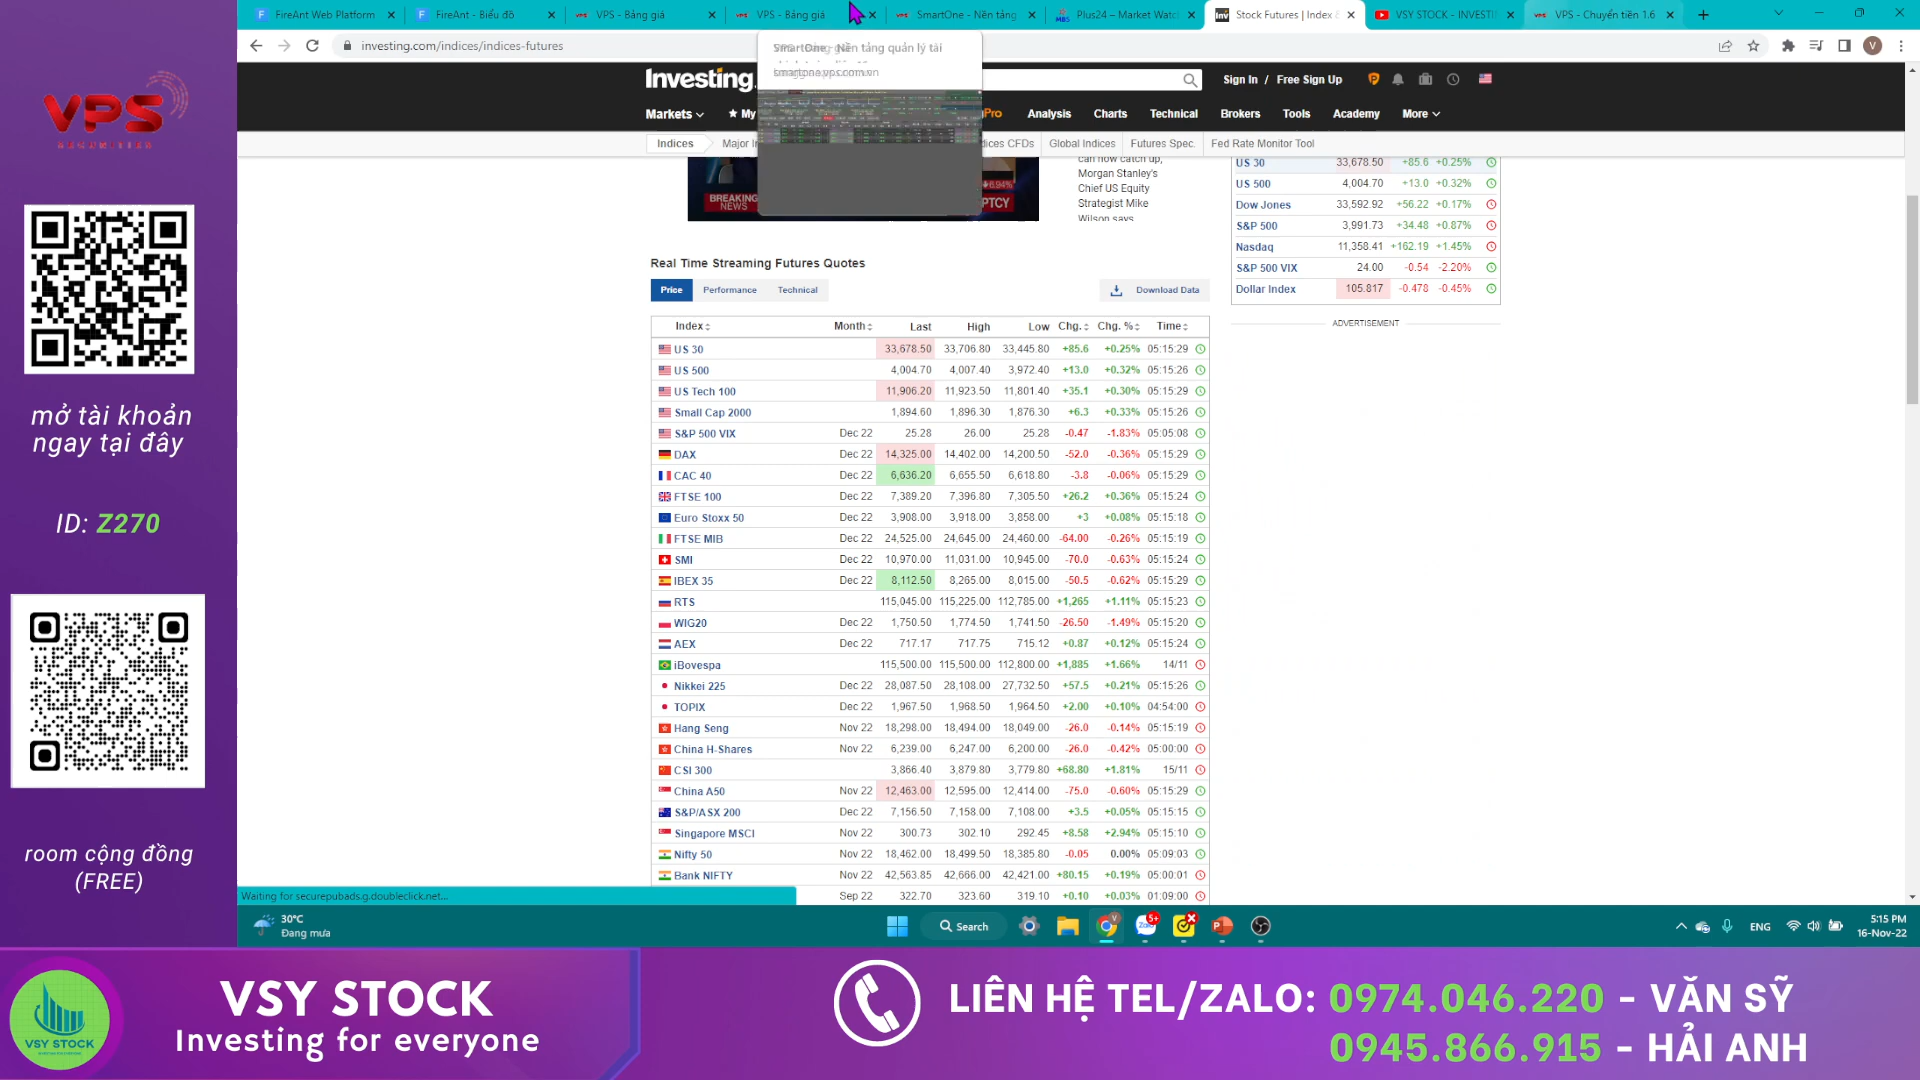 FireAnt Web Platform
FireAnt - Biểu đồ
VPS - Bảng giá
VPS - Bảng giá
SmartOne - Nền tảng
Plus24 – Market Watc
Stock Futures | Index
VSY STOCK - INVESTI
VPS - Chuyển tiền 1.6
investing.com/indices/indices-futures
Nền tảng quản lý tài
Investing
Sign In / Free Sign Up
Markets
My
Pro
Analysis
Charts
Technical
Brokers
Tools
Academy
More
Indices
Major In
dices CFDs
Global Indices
Futures Spec.
Fed Rate Monitor Tool
VPS
SECURITIES
mở tài khoản
ngay tại đây
ID: Z270
room cộng đồng
(FREE)
BREAKING
NEWS
6.94%
PTCY
can now catch up,
Morgan Stanley's
Chief US Equity
Strategist Mike
Wilson says
US 30 33,678.50 +85.6 +0.25%
US 500 4,004.70 +13.0 +0.32%
Dow Jones 33,592.92 +56.22 +0.17%
S&P 500 3,991.73 +34.48 +0.87%
Nasdaq 11,358.41 +162.19 +1.45%
S&P 500 VIX 24.00 -0.54 -2.20%
Dollar Index 105.817 -0.478 -0.45%
ADVERTISEMENT
Real Time Streaming Futures Quotes
Price Performance Technical Download Data
Index Month Last High Low Chg. Chg. % Time
US 30 33,678.50 33,706.80 33,445.80 +85.6 +0.25% 05:15:29
US 500 4,004.70 4,007.40 3,972.40 +13.0 +0.32% 05:15:26
US Tech 100 11,906.20 11,923.50 11,801.40 +35.1 +0.30% 05:15:29
Small Cap 2000 1,894.60 1,896.30 1,876.30 +6.3 +0.33% 05:15:26
S&P 500 VIX Dec 22 25.28 26.00 25.28 -0.47 -1.83% 05:05:08
DAX Dec 22 14,325.00 14,402.00 14,200.50 -52.0 -0.36% 05:15:29
CAC 40 Dec 22 6,636.20 6,655.50 6,618.80 -3.8 -0.06% 05:15:29
FTSE 100 Dec 22 7,389.20 7,396.80 7,305.50 +26.2 +0.36% 05:15:24
Euro Stoxx 50 Dec 22 3,908.00 3,918.00 3,858.00 +3 +0.08% 05:15:18
FTSE MIB Dec 22 24,525.00 24,645.00 24,460.00 -64.00 -0.26% 05:15:19
SMI Dec 22 10,970.00 11,031.00 10,945.00 -70.0 -0.63% 05:15:24
IBEX 35 Dec 22 8,112.50 8,265.00 8,015.00 -50.5 -0.62% 05:15:29
RTS 115,045.00 115,225.00 112,785.00 +1,265 +1.11% 05:15:23
WIG20 Dec 22 1,750.50 1,774.50 1,741.50 -26.50 -1.49% 05:15:20
AEX Dec 22 717.17 717.75 715.12 +0.87 +0.12% 05:15:24
iBovespa 115,500.00 115,500.00 112,800.00 +1,885 +1.66% 14/11
Nikkei 225 Dec 22 28,087.50 28,108.00 27,732.50 +57.5 +0.21% 05:15:26
TOPIX Dec 22 1,967.50 1,968.50 1,964.50 +2.00 +0.10% 04:54:00
Hang Seng Nov 22 18,298.00 18,494.00 18,049.00 -26.0 -0.14% 05:15:19
China H-Shares Nov 22 6,239.00 6,247.00 6,200.00 -26.0 -0.42% 05:00:00
CSI 300 3,866.40 3,879.80 3,779.80 +68.80 +1.81% 15/11
China A50 Nov 22 12,463.00 12,595.00 12,414.00 -75.0 -0.60% 05:15:29
S&P/ASX 200 Dec 22 7,156.50 7,158.00 7,108.00 +3.5 +0.05% 05:15:15
Singapore MSCI Nov 22 300.73 302.10 292.45 +8.58 +2.94% 05:15:10
Nifty 50 Nov 22 18,462.00 18,499.50 18,385.80 -0.05 0.00% 05:09:03
Bank NIFTY Nov 22 42,563.85 42,666.00 42,421.00 +80.15 +0.19% 05:00:01
Sep 22 322.70 323.60 319.10 +0.10 +0.03% 01:09:00
Waiting for securepubads.g.doubleclick.net...
30°C
Đang mưa
Search
ENG
5:15 PM
16-Nov-22
VSY STOCK
VSY STOCK
Investing for everyone
LIÊN HỆ TEL/ZALO: 0974.046.220 - VĂN SỸ
0945.866.915 - HẢI ANH